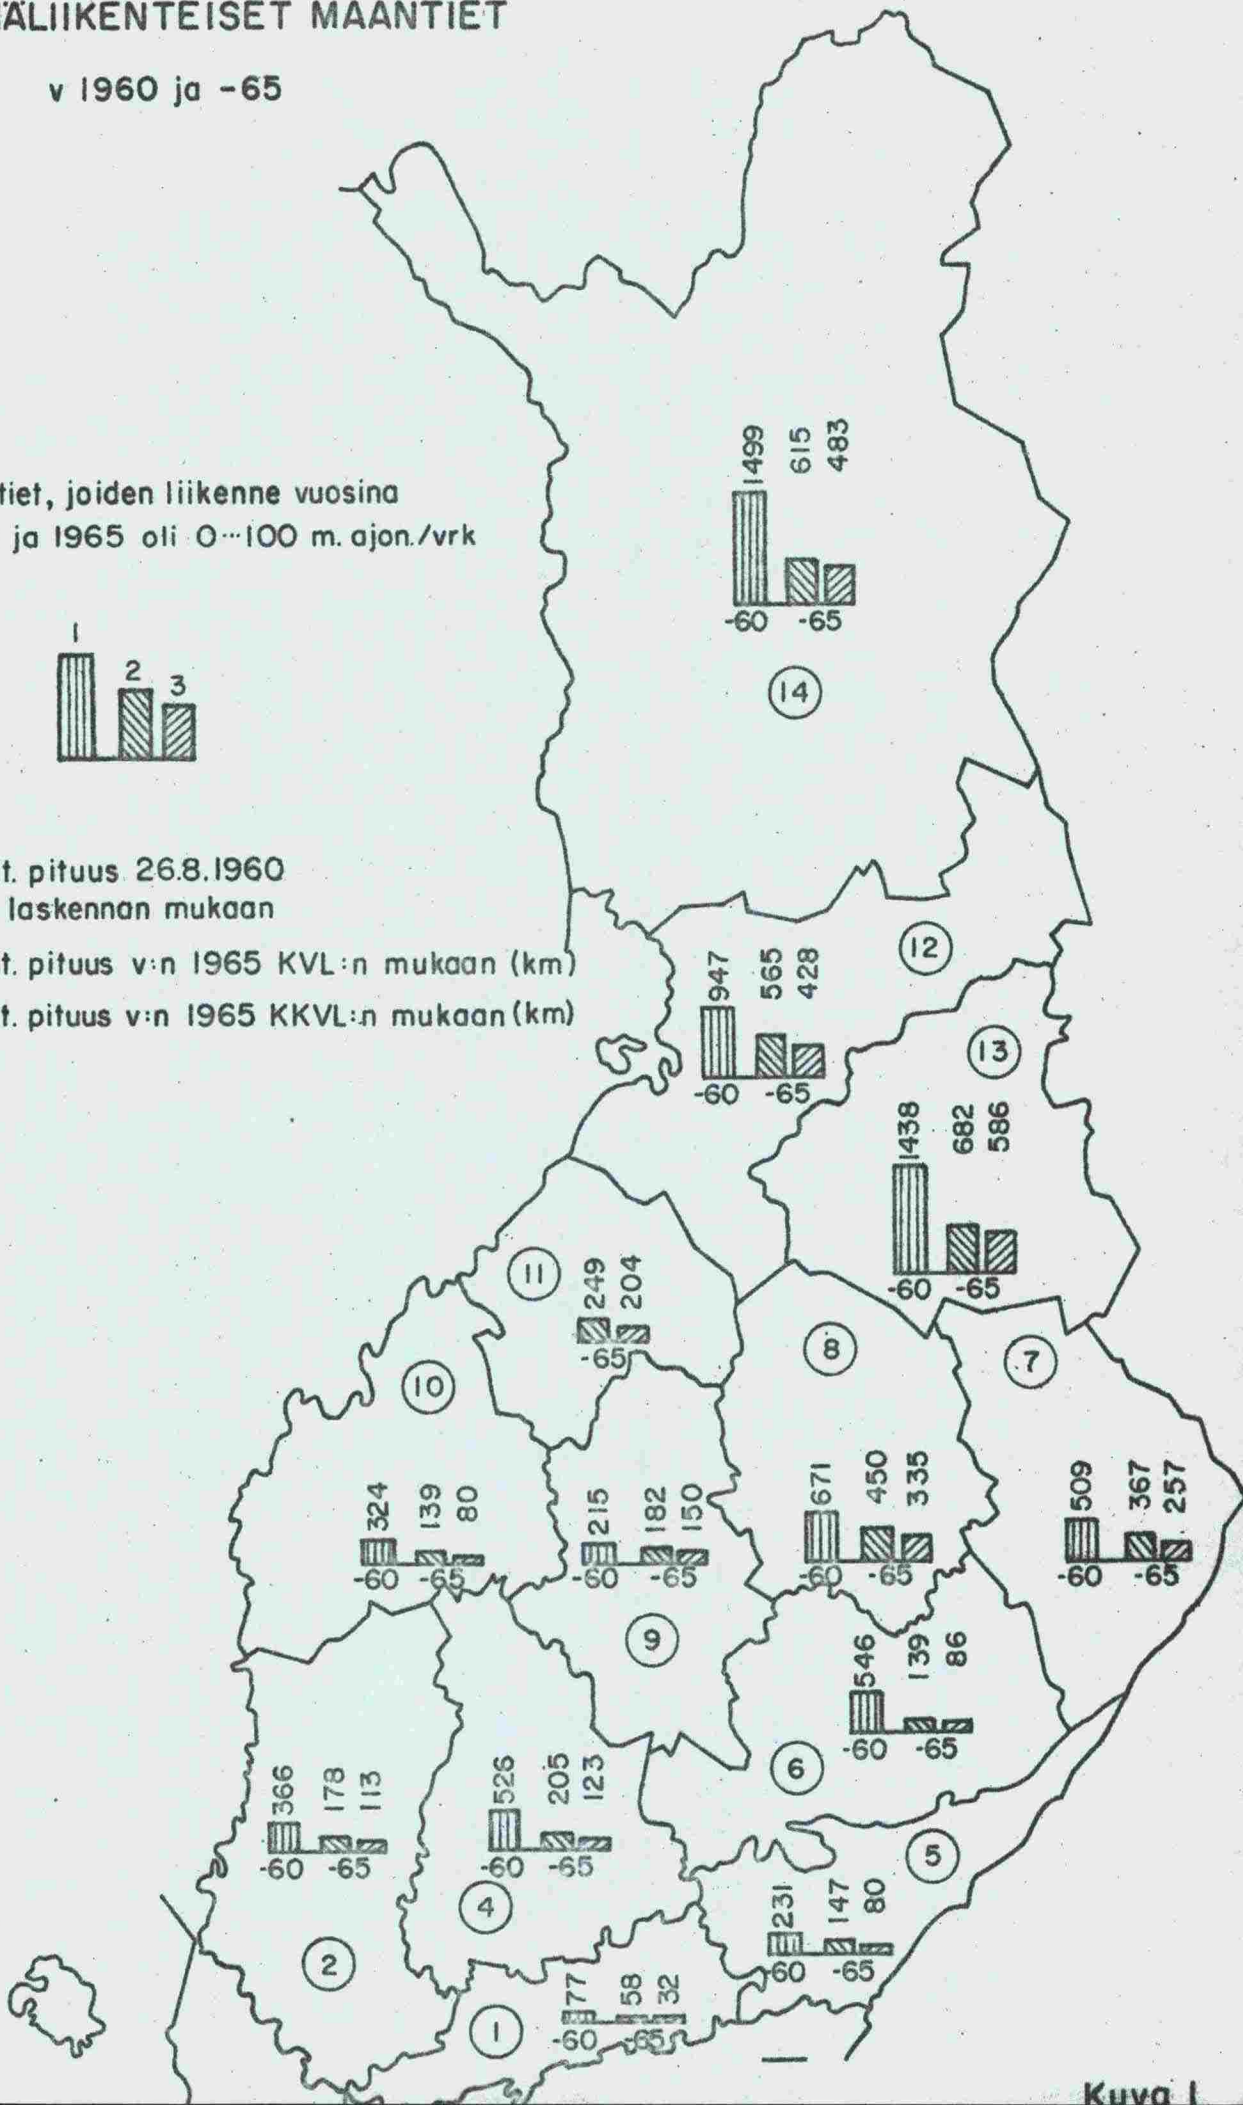 ÄLIIKENTEISET MAANTIET
v 1960 ja -65
tiet, joiden liikenne vuosina
ja 1965 oli 0···100 m. ajon./vrk
1
2
3
t. pituus 26.8.1960
laskennan mukaan
t. pituus v:n 1965 KVL:n mukaan (km)
t. pituus v:n 1965 KKVL:n mukaan (km)
1499 615 483
-60 -65
14
12
947 565 428
-60 -65
13
1438 682 586
-60 -65
11
249 204
-65
8
7
10
324 139 80
-60 -65
215 182 150
-60 -65
671 450 335
-60 -65
509 367 257
-60 -65
9
546 139 86
-60 -65
6
366 178 113
-60 -65
526 205 123
-60 -65
5
4
231 147 80
-60 -65
2
77 58 32
-60 -65
1
Kuva 1